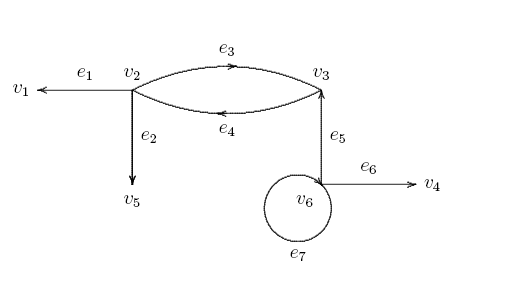 e₃
e₁ v₂ v₃
v₁
e₄
e₂ e₅
e₆
v₄
v₅ v₆
e₇